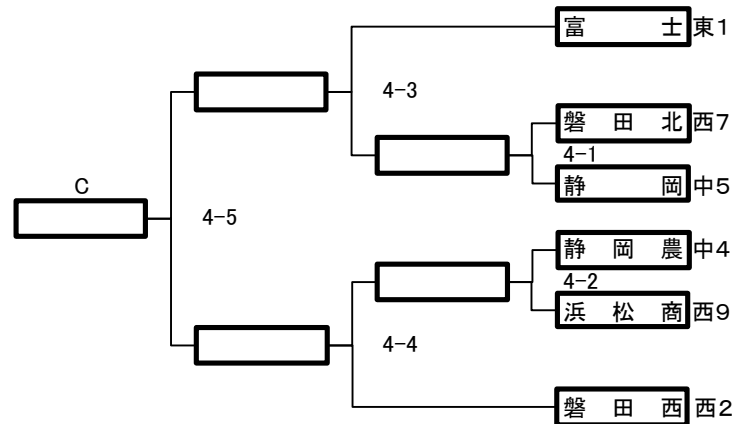 富士 東1
4-3
磐田北 西7
4-1
静岡 中5
C
4-5
静岡農 中4
4-2
浜松商 西9
4-4
磐田西 西2